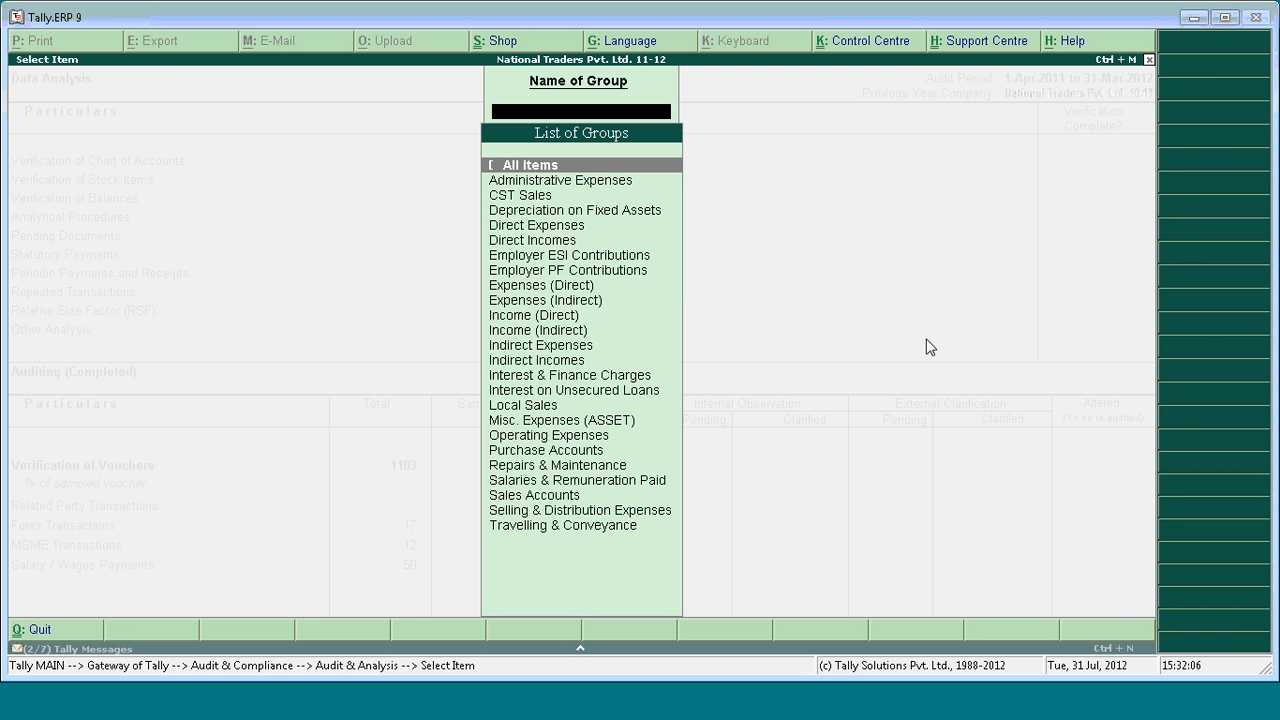 Tally.ERP 9
P: Print E: Export M: E-Mail O: Upload S: Shop G: Language K: Keyboard K: Control Centre H: Support Centre H: Help
Select Item National Traders Pvt. Ltd. 11-12 Ctrl + M
Data Analysis Audit Period 1-Apr-2011 to 31-Mar-2012
Previous Year Company National Traders Pvt. Ltd. 10-11
Particulars Verification
Complete?
Verification of Chart of Accounts
Verification of Stock Items
Verification of Balances
Analytical Procedures
Pending Documents
Statutory Payments
Periodic Payments and Receipts
Repeated Transactions
Relative Size Factor (RSF)
Other Analysis
Name of Group
List of Groups
[ All Items
Administrative Expenses
CST Sales
Depreciation on Fixed Assets
Direct Expenses
Direct Incomes
Employer ESI Contributions
Employer PF Contributions
Expenses (Direct)
Expenses (Indirect)
Income (Direct)
Income (Indirect)
Indirect Expenses
Indirect Incomes
Interest & Finance Charges
Interest on Unsecured Loans
Local Sales
Misc. Expenses (ASSET)
Operating Expenses
Purchase Accounts
Repairs & Maintenance
Salaries & Remuneration Paid
Sales Accounts
Selling & Distribution Expenses
Travelling & Conveyance
Auditing (Completed)
Particulars Total Internal Observation External Clarification Altered
Pending Clarified Pending Clarified (To be re-audited)
Verification of Vouchers 1103
% of sampled voucher
Related Party Transactions
Forex Transactions 17
MSME Transactions 12
Salary / Wages Payments 50
Q: Quit
(2/7) Tally Messages Ctrl + N
Tally MAIN --> Gateway of Tally --> Audit & Compliance --> Audit & Analysis --> Select Item (c) Tally Solutions Pvt. Ltd., 1988-2012 Tue, 31 Jul, 2012 15:32:06